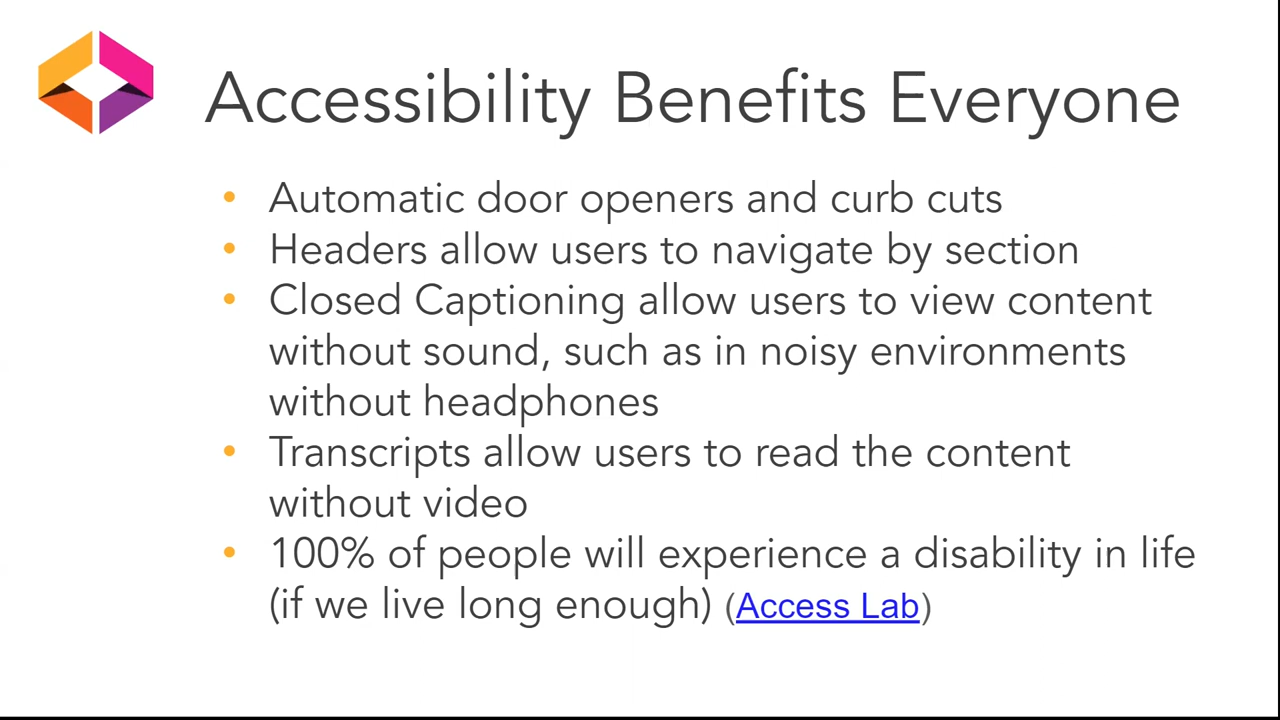 Accessibility Benefits Everyone
• Automatic door openers and curb cuts
• Headers allow users to navigate by section
• Closed Captioning allow users to view content
without sound, such as in noisy environments
without headphones
• Transcripts allow users to read the content
without video
• 100% of people will experience a disability in life
(if we live long enough) (Access Lab)